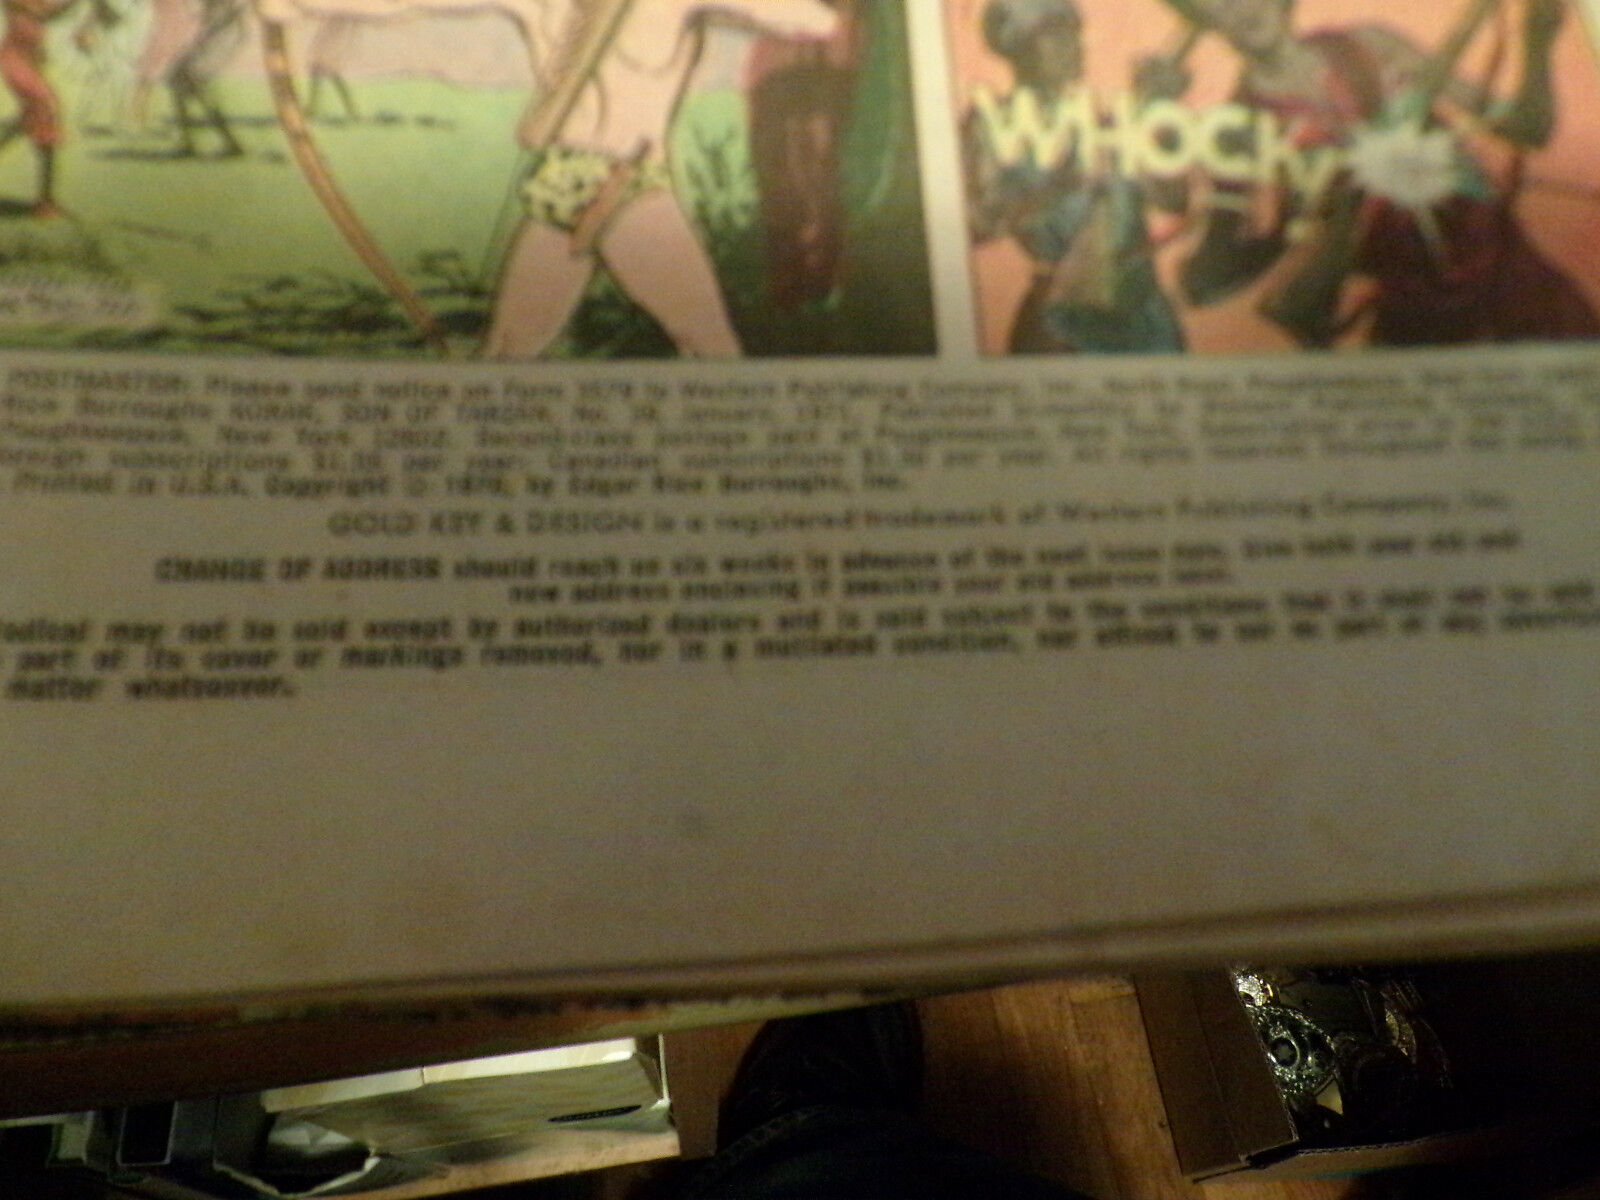 WHOCK!
POSTMASTER: Please send notice on Form 3579 to Western Publishing Company, Inc., North Road, Poughkeepsie, New York,
Rice Burroughs KORAK, SON OF TARZAN, No. 39, January, 1971. Published bi-monthly by Western Publishing Company,
Poughkeepsie, New York 12602. Second-class postage paid at Poughkeepsie, New York. Subscription price in the
foreign subscriptions per year; Canadian subscriptions per year. All rights reserved throughout the
Printed in U.S.A. Copyright © 1970, by Edgar Rice Burroughs, Inc.
GOLD KEY & DESIGN is a registered trademark of Western Publishing Company, Inc.
CHANGE OF ADDRESS should reach us six weeks in advance of the next issue date. Give both your old and
new address enclosing if possible your old address label.
odical may not be sold except by authorized dealers and is sold subject to the conditions that it shall not be sold
part of its cover or markings removed, nor in a mutilated condition, nor affixed to nor as part of any
matter whatsoever.